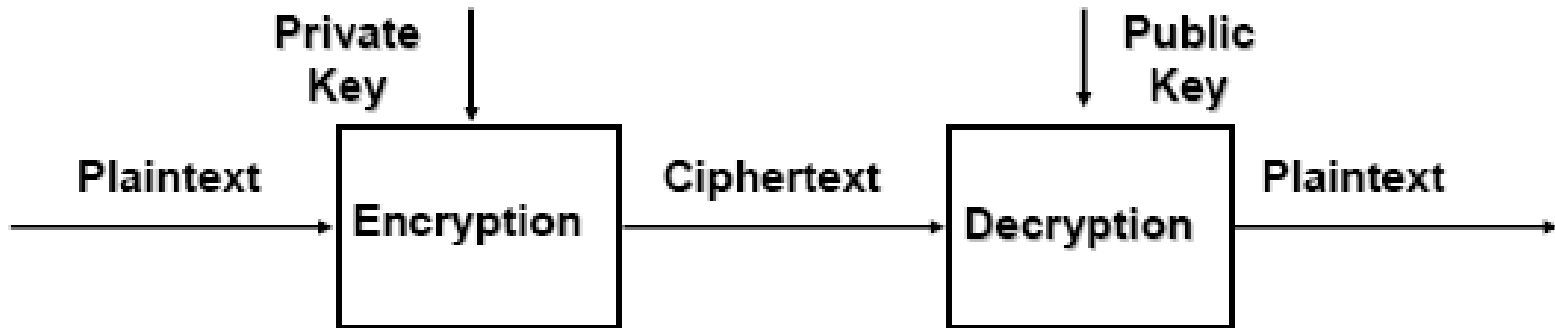 Private
Key
Public
Key
Plaintext
Encryption
Ciphertext
Decryption
Plaintext